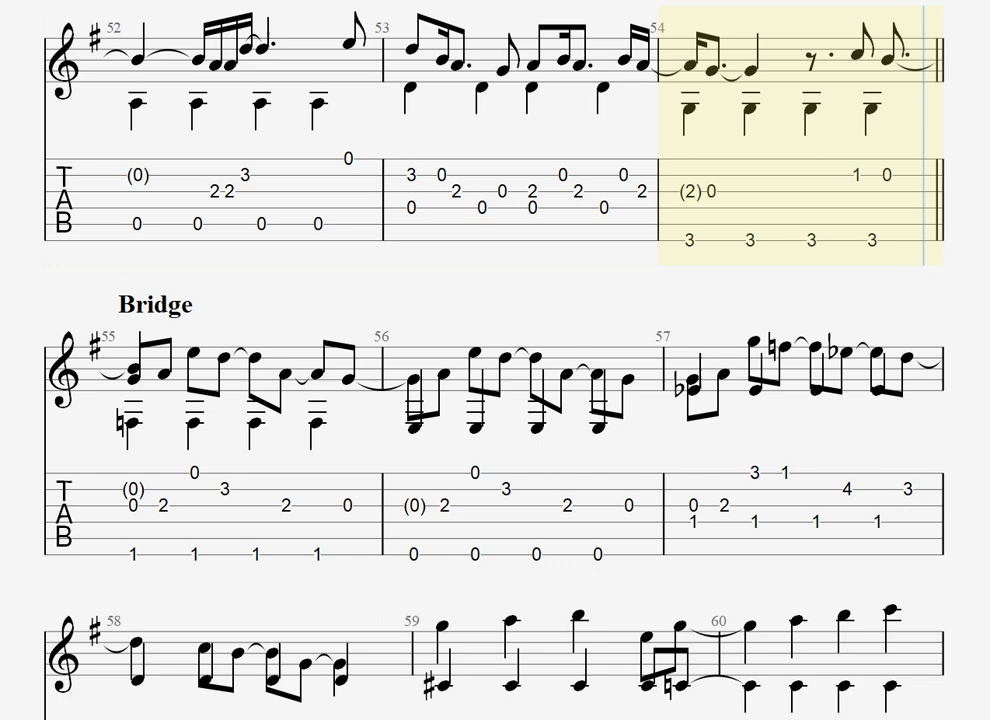 52 53 54
0
(0) 3 3 0 0 0 1 0
T
2 2 2 0 2 2 2 (2) 0
A
0 0 0 0
B
0 0 0 0
3 3 3 3
Bridge
55 56 57
0 0 3 1
T
(0) 3 3 4 3
0 2 2 0 (0) 2 2 0 0 2
A
1 1 1 1
B
1 1 1 1 0 0 0 0
58 59 60